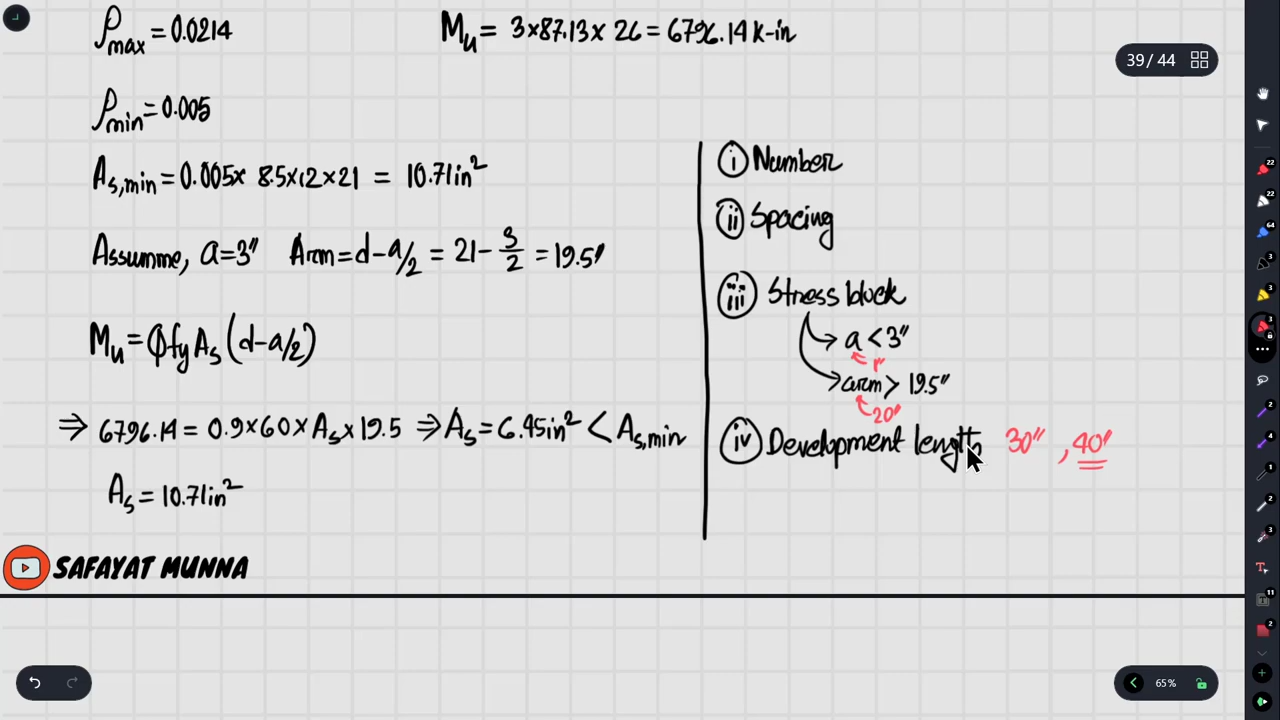 ρmax = 0.0214
Mu = 3×87.13× 26 = 6796.14 k-in
39 / 44
ρmin = 0.005
As,min = 0.005× 8.5×12×21 = 10.71 in²
Assumme, a=3" Arm = d-a/2 = 21 - 3/2 = 19.5"
Mu = ϕfyAs (d-a/2)
⇒ 6796.14 = 0.9×60×As×19.5 ⇒ As = 6.45in² < As,min
As = 10.71in²
i Number
ii Spacing
iii Stress block
→ a < 3"
1"
→ arm > 19.5"
20"
iv Development length 30" , 40"
SAFAYAT MUNNA
65%